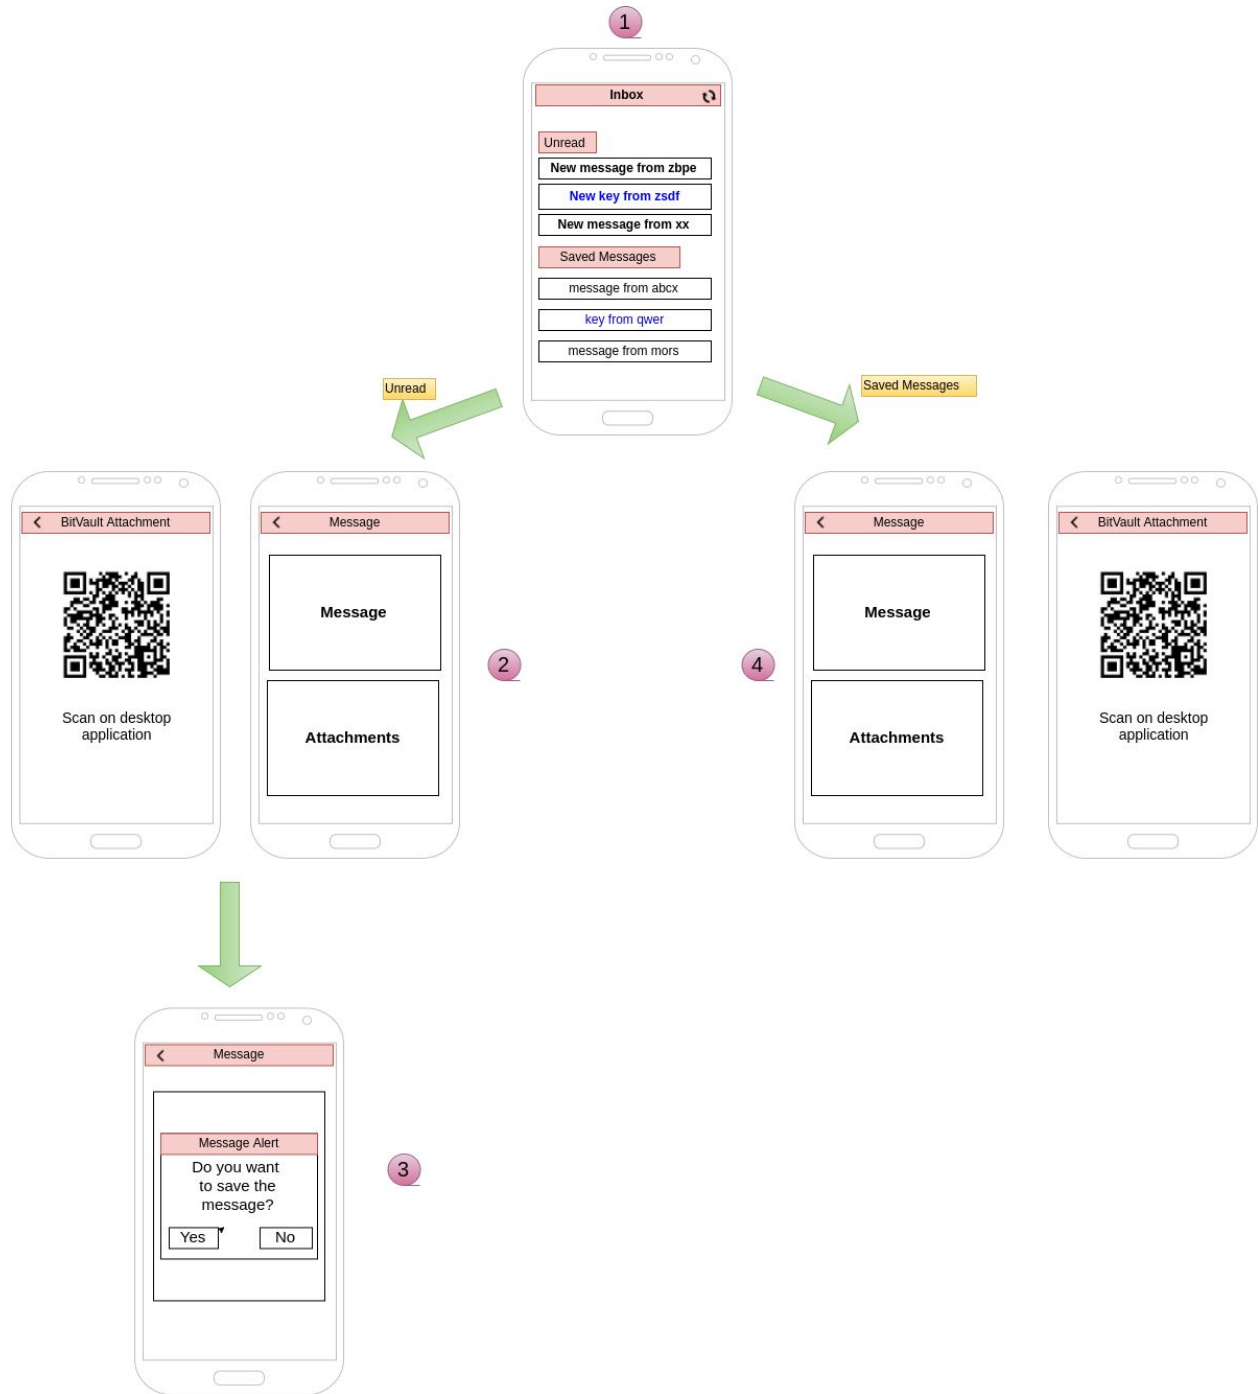 1
Inbox
Unread
New message from zbpe
New key from zsdf
New message from xx
Saved Messages
message from abcx
key from qwer
message from mors
Unread
Saved Messages
BitVault Attachment
Scan on desktop
application
Message
Message
Attachments
2
4
Message
Message
Attachments
BitVault Attachment
Scan on desktop
application
Message
Message Alert
Do you want
to save the
message?
Yes
No
3